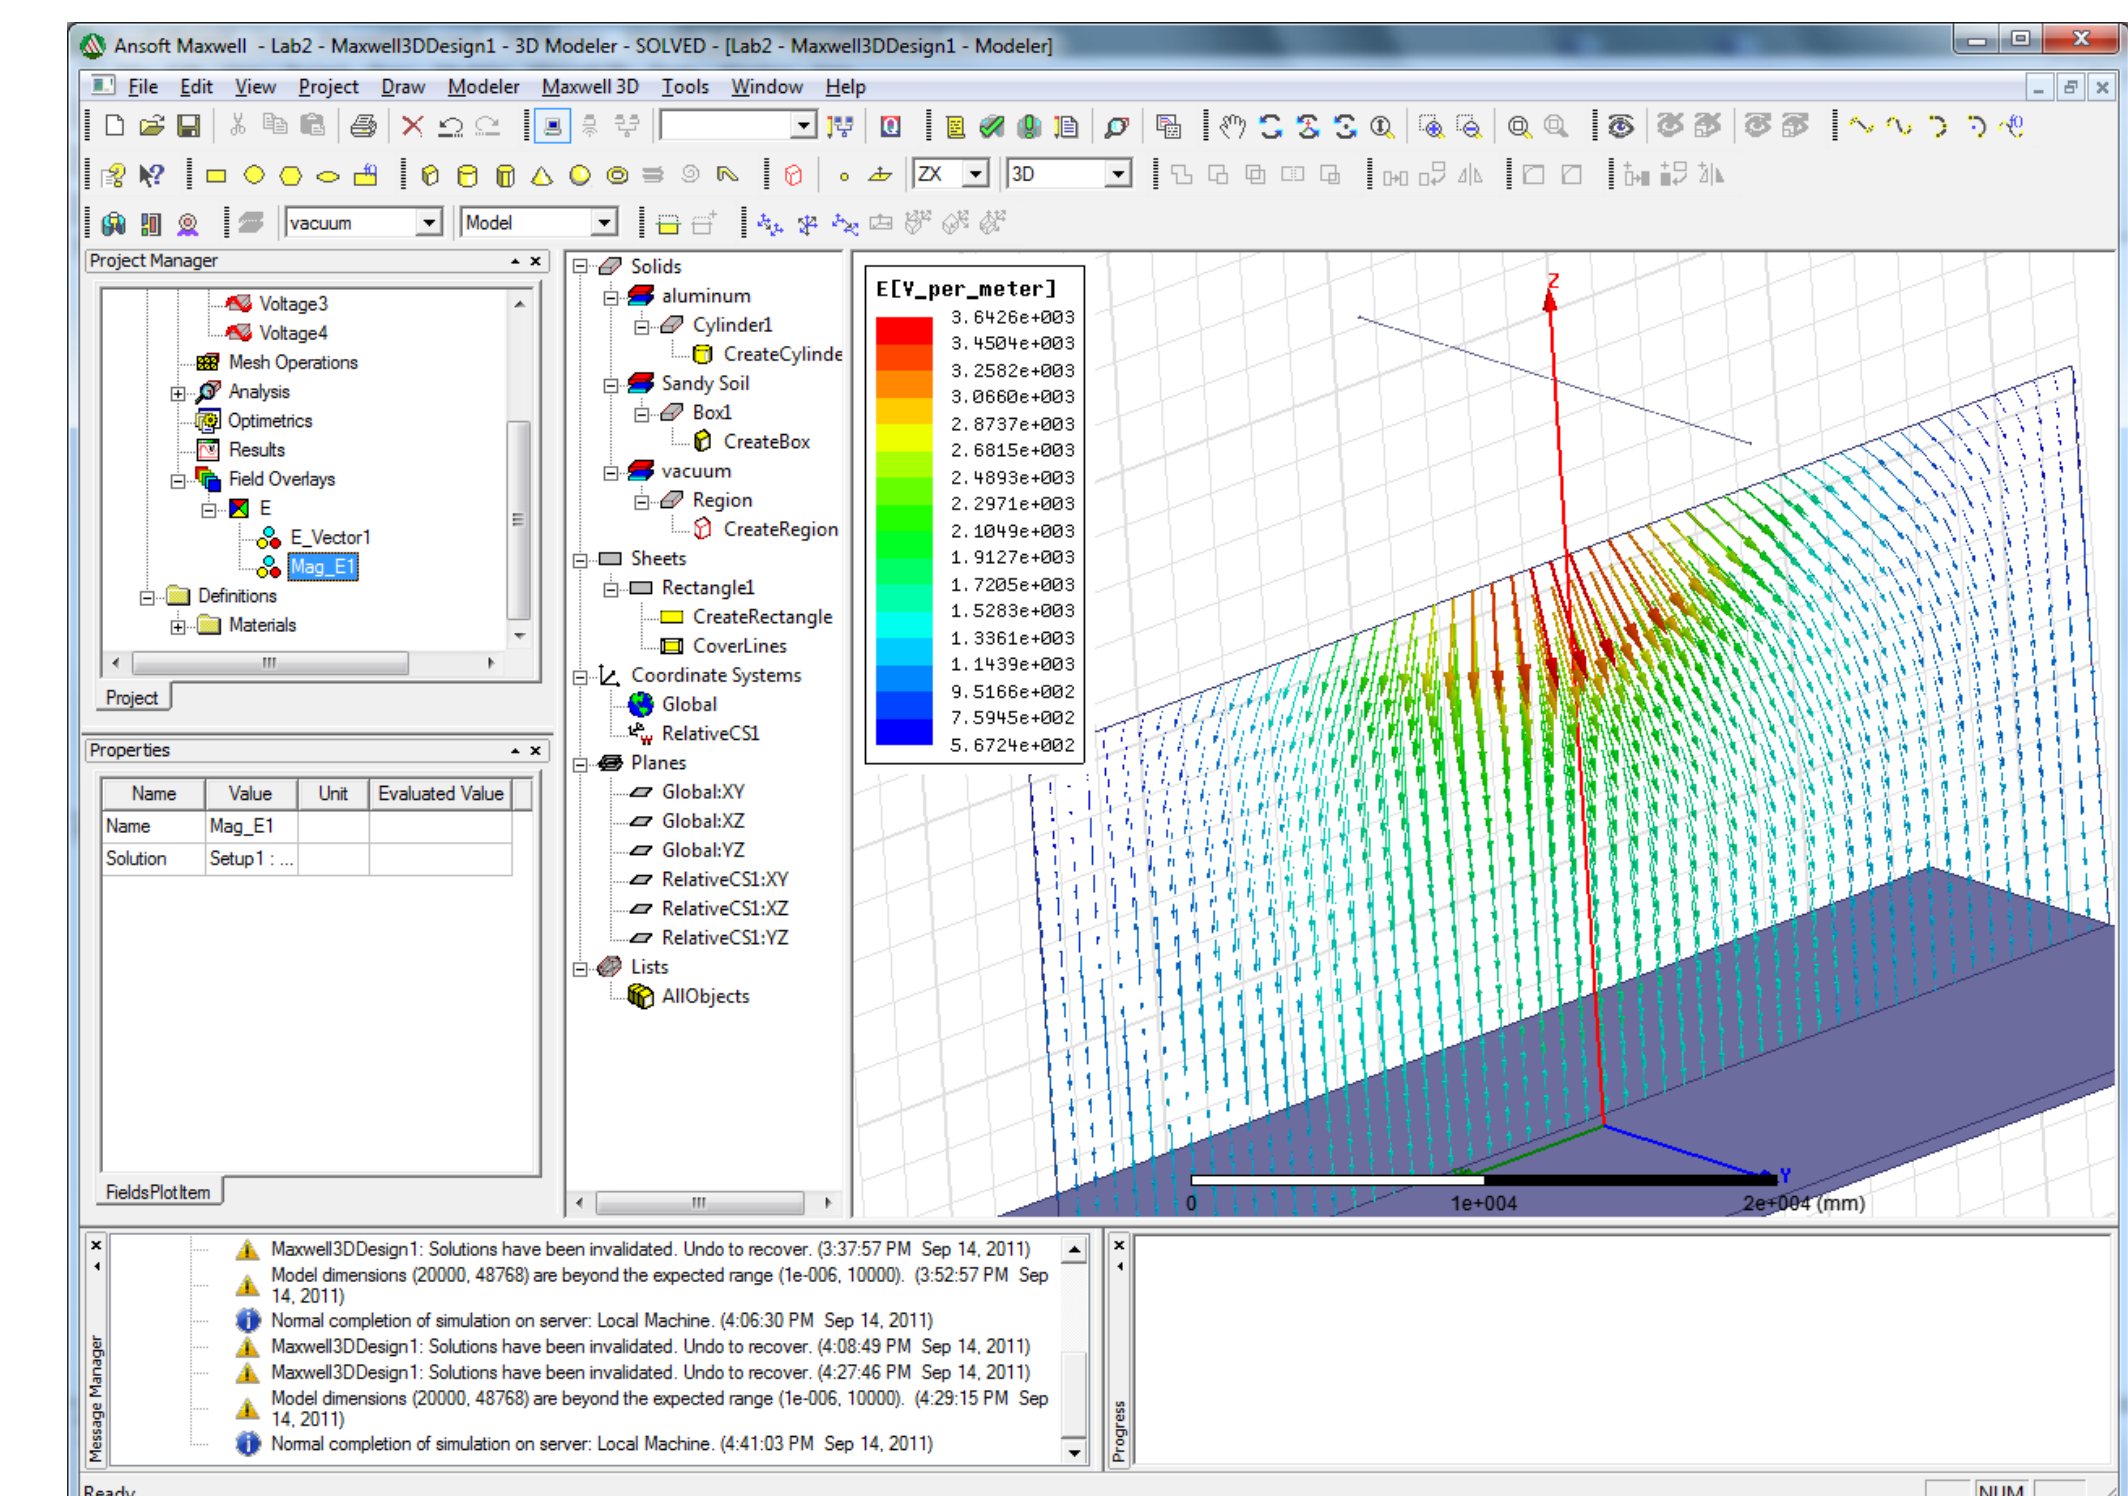 Ansoft Maxwell - Lab2 - Maxwell3DDesign1 - 3D Modeler - SOLVED - [Lab2 - Maxwell3DDesign1 - Modeler]
File Edit View Project Draw Modeler Maxwell 3D Tools Window Help
ZX 3D
vacuum Model
Project Manager
Voltage3
Voltage4
Mesh Operations
Analysis
Optimetrics
Results
Field Overlays
E
E_Vector1
Mag_E1
Definitions
Materials
Project
Properties
Name Value Unit Evaluated Value
Name Mag_E1
Solution Setup1 : ...
FieldsPlotItem
Solids
aluminum
Cylinder1
CreateCylinde
Sandy Soil
Box1
CreateBox
vacuum
Region
CreateRegion
Sheets
Rectangle1
CreateRectangle
CoverLines
Coordinate Systems
Global
RelativeCS1
Planes
Global:XY
Global:XZ
Global:YZ
RelativeCS1:XY
RelativeCS1:XZ
RelativeCS1:YZ
Lists
AllObjects
E[V_per_meter]
3.6426e+003
3.4504e+003
3.2582e+003
3.0660e+003
2.8737e+003
2.6815e+003
2.4893e+003
2.2971e+003
2.1049e+003
1.9127e+003
1.7205e+003
1.5283e+003
1.3361e+003
1.1439e+003
9.5166e+002
7.5945e+002
5.6724e+002
Z
Y
0 1e+004 2e+004 (mm)
Message Manager
Maxwell3DDesign1: Solutions have been invalidated. Undo to recover. (3:37:57 PM Sep 14, 2011)
Model dimensions (20000, 48768) are beyond the expected range (1e-006, 10000). (3:52:57 PM Sep
14, 2011)
Normal completion of simulation on server: Local Machine. (4:06:30 PM Sep 14, 2011)
Maxwell3DDesign1: Solutions have been invalidated. Undo to recover. (4:08:49 PM Sep 14, 2011)
Maxwell3DDesign1: Solutions have been invalidated. Undo to recover. (4:27:46 PM Sep 14, 2011)
Model dimensions (20000, 48768) are beyond the expected range (1e-006, 10000). (4:29:15 PM Sep
14, 2011)
Normal completion of simulation on server: Local Machine. (4:41:03 PM Sep 14, 2011)
Progress
Ready
NUM